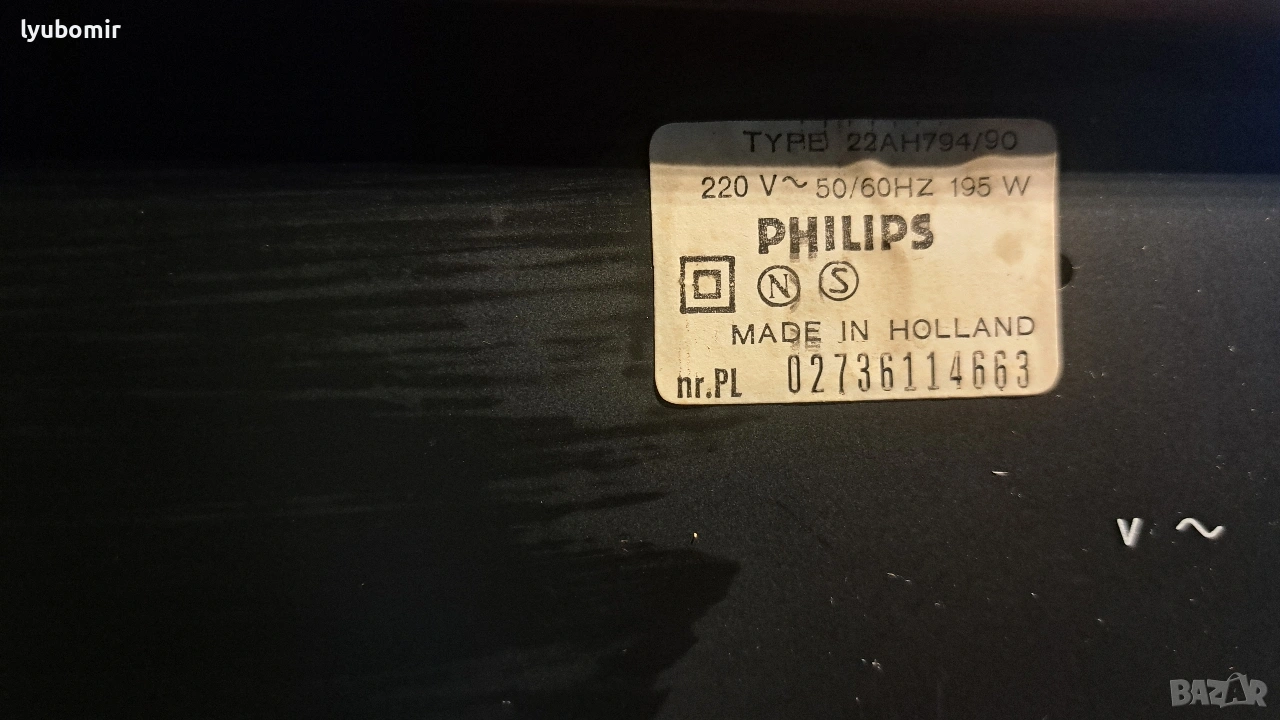 lyubomir
TYPE 22AH794/90
220 V~ 50/60HZ 195 W
PHILIPS
N S
MADE IN HOLLAND
nr.PL 02736114663
V ~
BAZAR